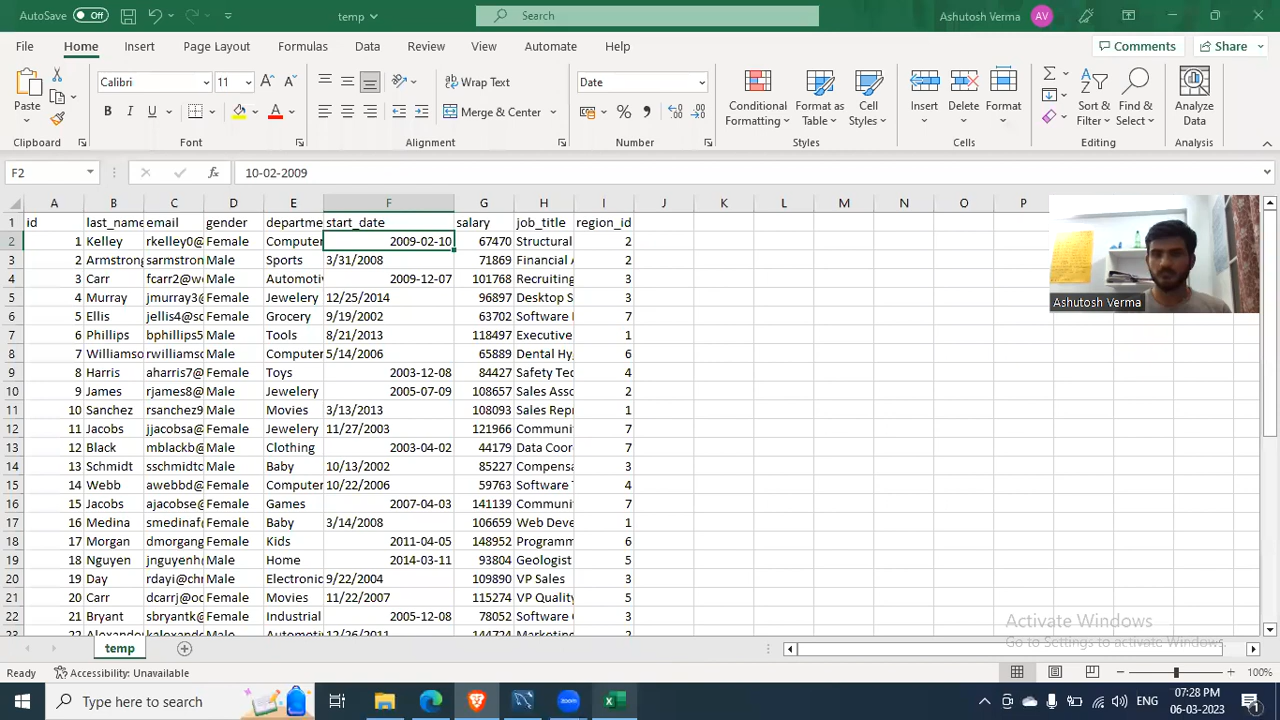 AutoSave Off temp Search Ashutosh Verma AV
File Home Insert Page Layout Formulas Data Review View Automate Help Comments Share
Paste Calibri 11 Wrap Text Date Conditional Format as Cell Insert Delete Format Sort & Find & Analyze
B I U Merge & Center Formatting Table Styles Filter Select Data
Clipboard Font Alignment Number Styles Cells Editing Analysis
F2 fx 10-02-2009
A B C D E F G H I J K L M N O P
1 id last_name email gender departme start_date salary job_title region_id
2 1 Kelley rkelley0@ Female Computer 2009-02-10 67470 Structural 2
3 2 Armstrong sarmstron Male Sports 3/31/2008 71869 Financial A 2
4 3 Carr fcarr2@w Male Automoti 2009-12-07 101768 Recruiting 3
5 4 Murray jmurray3@ Female Jewelery 12/25/2014 96897 Desktop S 3
6 5 Ellis jellis4@sc Female Grocery 9/19/2002 63702 Software 7
7 6 Phillips bphillips5 Male Tools 8/21/2013 118497 Executive 1
8 7 Williamso rwilliamsc Male Computer 5/14/2006 65889 Dental Hy 6
9 8 Harris aharris7@ Female Toys 2003-12-08 84427 Safety Tec 4
10 9 James rjames8@ Male Jewelery 2005-07-09 108657 Sales Asso 2
11 10 Sanchez rsanchez9 Male Movies 3/13/2013 108093 Sales Repr 1
12 11 Jacobs jjacobsa@ Female Jewelery 11/27/2003 121966 Communi 7
13 12 Black mblackb@ Male Clothing 2003-04-02 44179 Data Coor 7
14 13 Schmidt sschmidtc Male Baby 10/13/2002 85227 Compensa 3
15 14 Webb awebbd@ Female Computer 10/22/2006 59763 Software 4
16 15 Jacobs ajacobse@ Female Games 2007-04-03 141139 Communi 7
17 16 Medina smedinaf@ Female Baby 3/14/2008 106659 Web Deve 1
18 17 Morgan dmorgang Female Kids 2011-04-05 148952 Programm 6
19 18 Nguyen jnguyenh Male Home 2014-03-11 93804 Geologist 5
20 19 Day rdayi@chr Male Electronic 9/22/2004 109890 VP Sales 3
21 20 Carr dcarrj@oc Female Movies 11/22/2007 115274 VP Quality 5
22 21 Bryant sbryantk@ Female Industrial 2005-12-08 78052 Software 3
23 22 Alexando kalexand Male Automoti 12/26/2011 144724 Marketing 2
Ashutosh Verma
Activate Windows
Go to Settings to activate Windows.
temp
Ready Accessibility: Unavailable 100%
Type here to search ENG 07:28 PM
06-03-2023 1